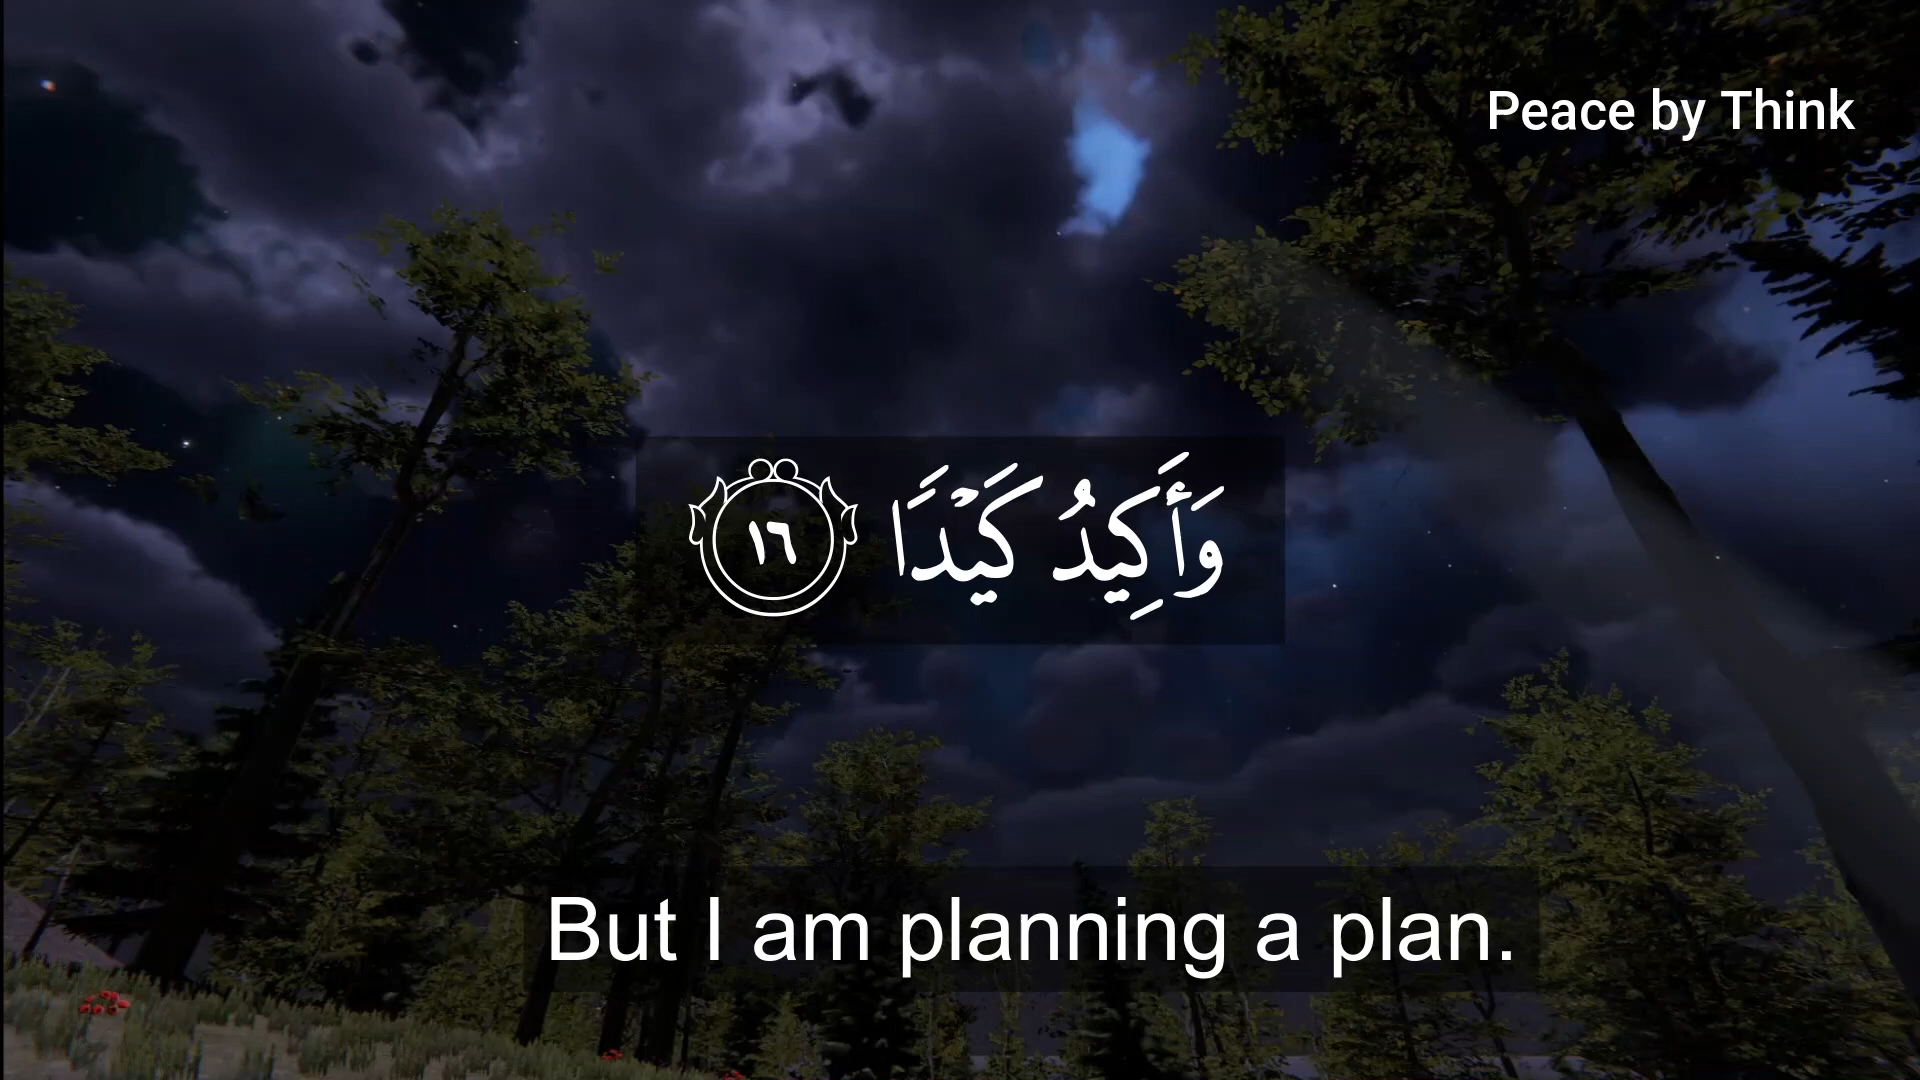 Peace by Think
وَأَكِيدُ كَيْدًا ١٦
But I am planning a plan.